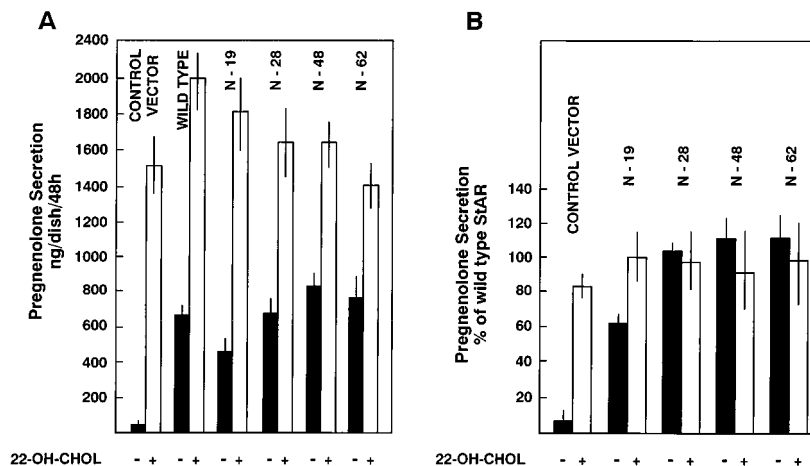 A
Pregnenolone Secretion
ng/dish/48h
2400
2000
1800
1600
1400
1200
1000
800
600
400
200
CONTROL
VECTOR
WILD TYPE
N - 19
N - 28
N - 48
N - 62
22-OH-CHOL - + - + - + - + - + - +
B
Pregnenolone Secretion
% of wild type StAR
140
120
100
80
60
40
20
CONTROL VECTOR
N - 19
N - 28
N - 48
N - 62
22-OH-CHOL - + - + - + - + - +